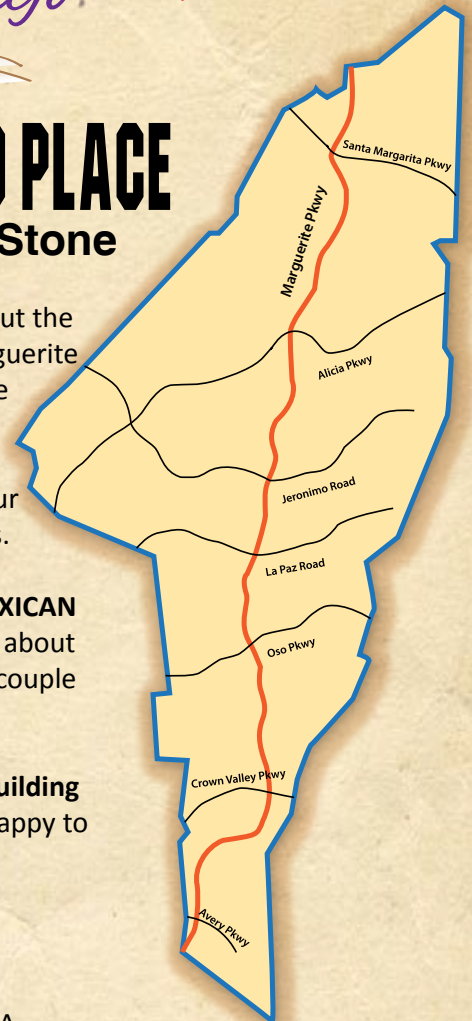 PLACE
Stone
ut the
guerite
e
ur
s.
XICAN
about
couple
uilding
appy to
Santa Margarita Pkwy
Marguerite Pkwy
Alicia Pkwy
Jeronimo Road
La Paz Road
Oso Pkwy
Crown Valley Pkwy
Avery Pkwy